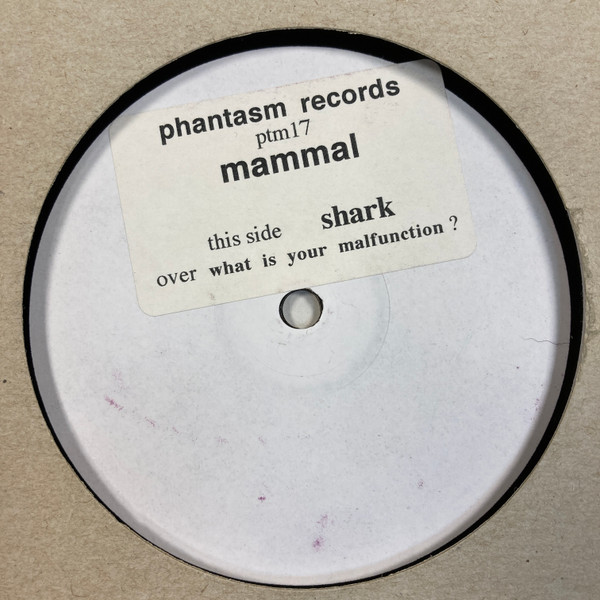 phantasm records
ptm17
mammal
this side shark
over what is your malfunction ?